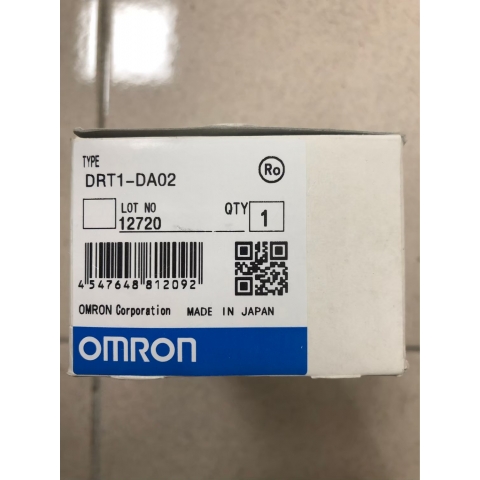 TYPE
DRT1-DA02
Ro
LOT NO
12720
QTY 1
4 547648 812092
OMRON Corporation MADE IN JAPAN
OMRON